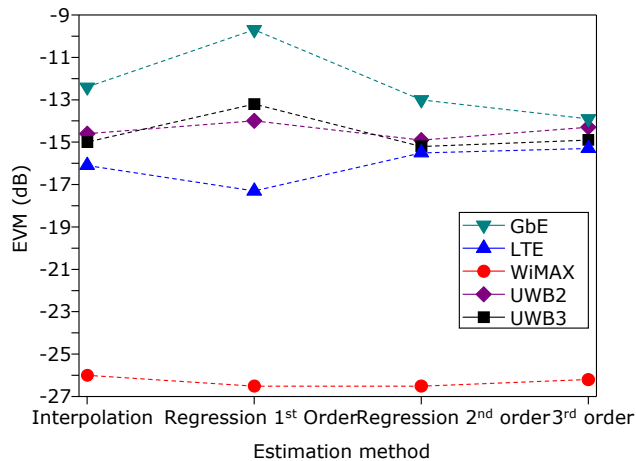 -9
-11
-13
-15
-17
-19
-21
-23
-25
-27
EVM (dB)
GbE
LTE
WiMAX
UWB2
UWB3
Interpolation Regression 1st Order Regression 2nd order 3rd order
Estimation method